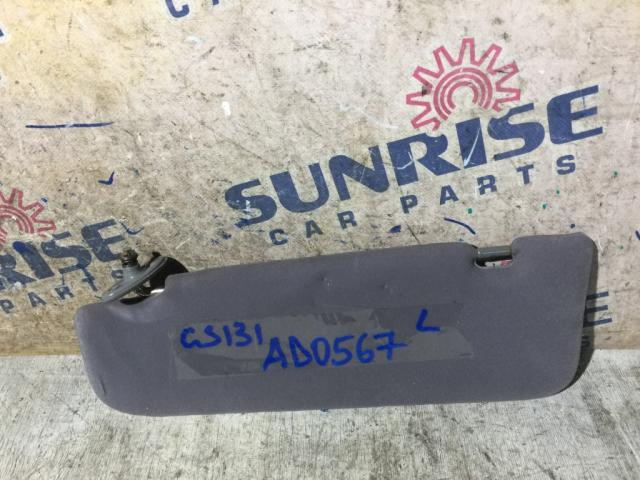 SUNRISE
CAR PARTS
RISE
PARTS
GS131
AD0567 L